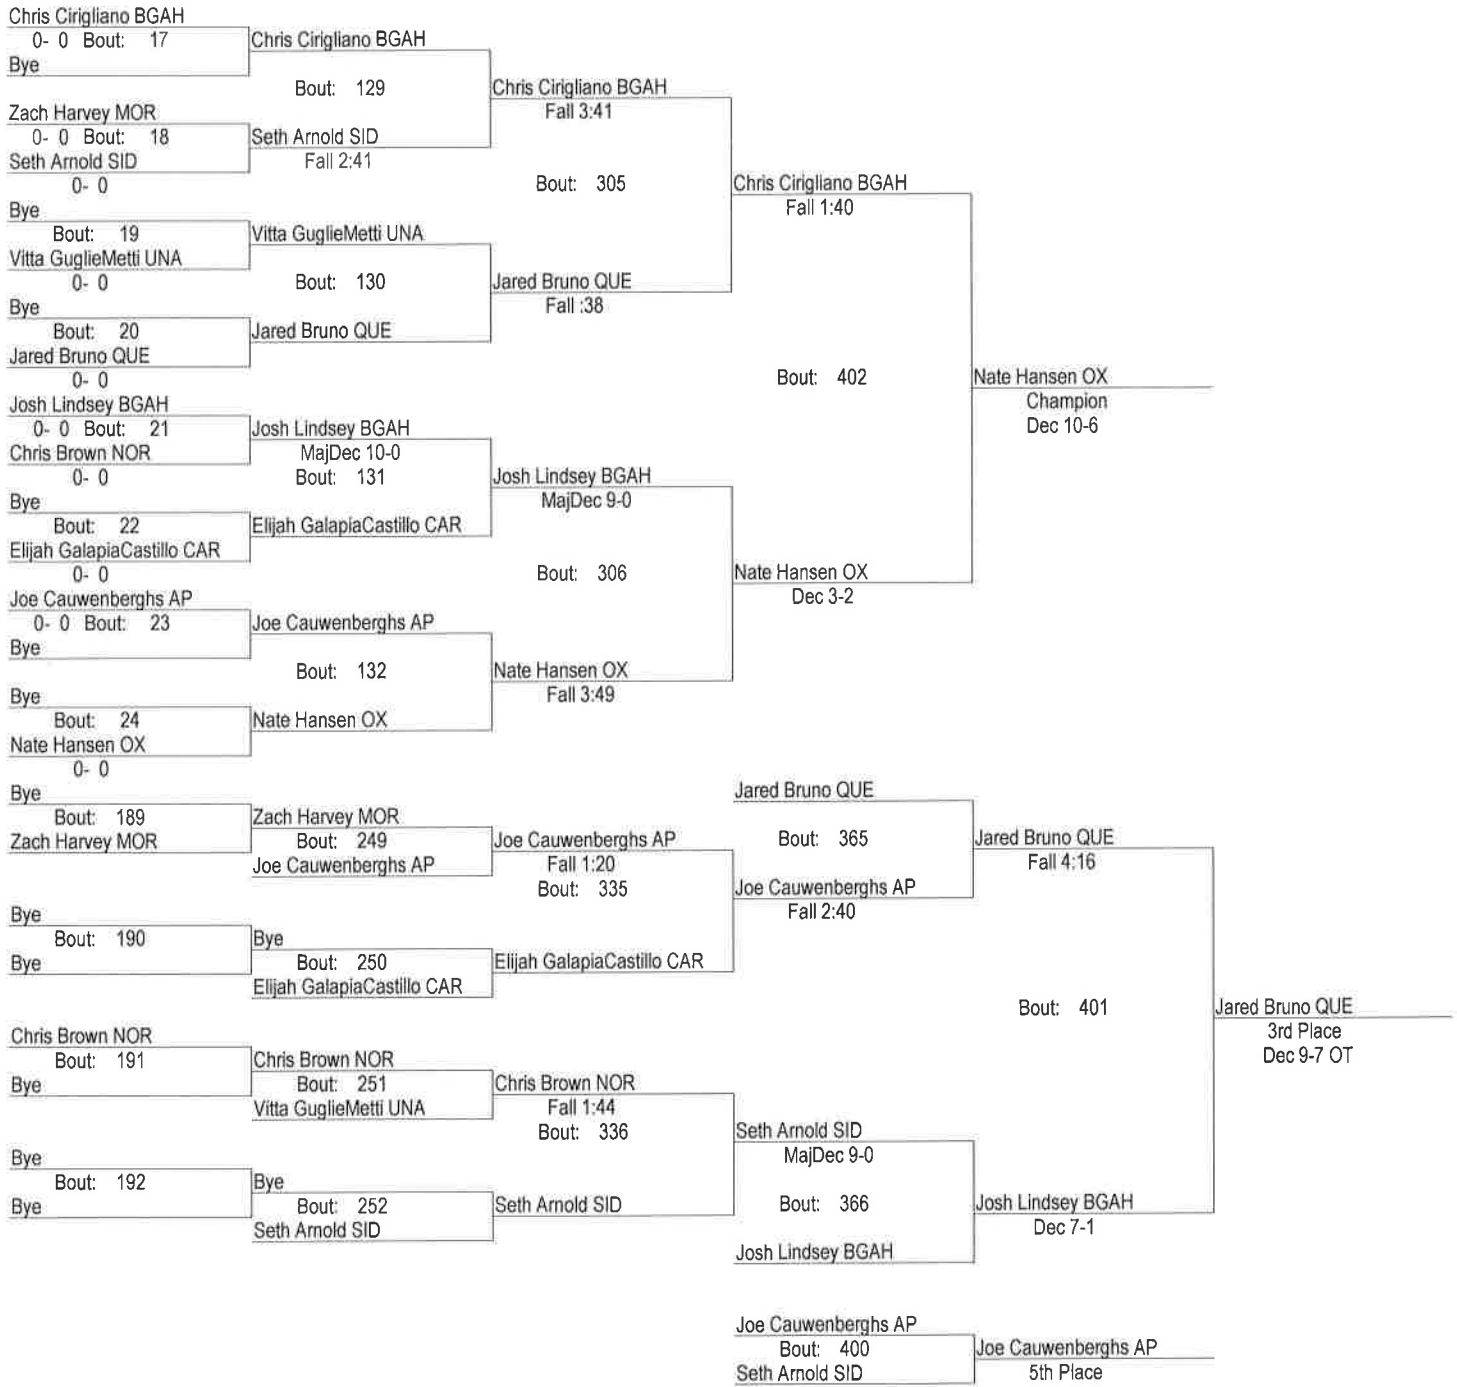 Chris Cirigliano BGAH
0- 0 Bout: 17
Bye
Chris Cirigliano BGAH
Bout: 129
Zach Harvey MOR
0- 0 Bout: 18
Seth Arnold SID
0- 0
Seth Arnold SID
Fall 2:41
Chris Cirigliano BGAH
Fall 3:41
Bout: 305
Bye
Bout: 19
Vitta GuglieMetti UNA
0- 0
Vitta GuglieMetti UNA
Bout: 130
Bye
Bout: 20
Jared Bruno QUE
0- 0
Jared Bruno QUE
Jared Bruno QUE
Fall :38
Chris Cirigliano BGAH
Fall 1:40
Bout: 402
Josh Lindsey BGAH
0- 0 Bout: 21
Chris Brown NOR
0- 0
Josh Lindsey BGAH
MajDec 10-0
Bout: 131
Bye
Bout: 22
Elijah GalapiaCastillo CAR
0- 0
Elijah GalapiaCastillo CAR
Josh Lindsey BGAH
MajDec 9-0
Bout: 306
Joe Cauwenberghs AP
0- 0 Bout: 23
Bye
Joe Cauwenberghs AP
Bout: 132
Bye
Bout: 24
Nate Hansen OX
0- 0
Nate Hansen OX
Nate Hansen OX
Fall 3:49
Nate Hansen OX
Dec 3-2
Nate Hansen OX
Champion
Dec 10-6
Bye
Bout: 189
Zach Harvey MOR
Zach Harvey MOR
Bout: 249
Joe Cauwenberghs AP
Joe Cauwenberghs AP
Fall 1:20
Bout: 335
Bye
Bout: 190
Bye
Bye
Bout: 250
Elijah GalapiaCastillo CAR
Elijah GalapiaCastillo CAR
Jared Bruno QUE
Bout: 365
Joe Cauwenberghs AP
Fall 2:40
Jared Bruno QUE
Fall 4:16
Bout: 401
Chris Brown NOR
Bout: 191
Bye
Chris Brown NOR
Bout: 251
Vitta GuglieMetti UNA
Chris Brown NOR
Fall 1:44
Bout: 336
Bye
Bout: 192
Bye
Bye
Bout: 252
Seth Arnold SID
Seth Arnold SID
Seth Arnold SID
MajDec 9-0
Bout: 366
Josh Lindsey BGAH
Josh Lindsey BGAH
Dec 7-1
Jared Bruno QUE
3rd Place
Dec 9-7 OT
Joe Cauwenberghs AP
Bout: 400
Seth Arnold SID
Joe Cauwenberghs AP
5th Place